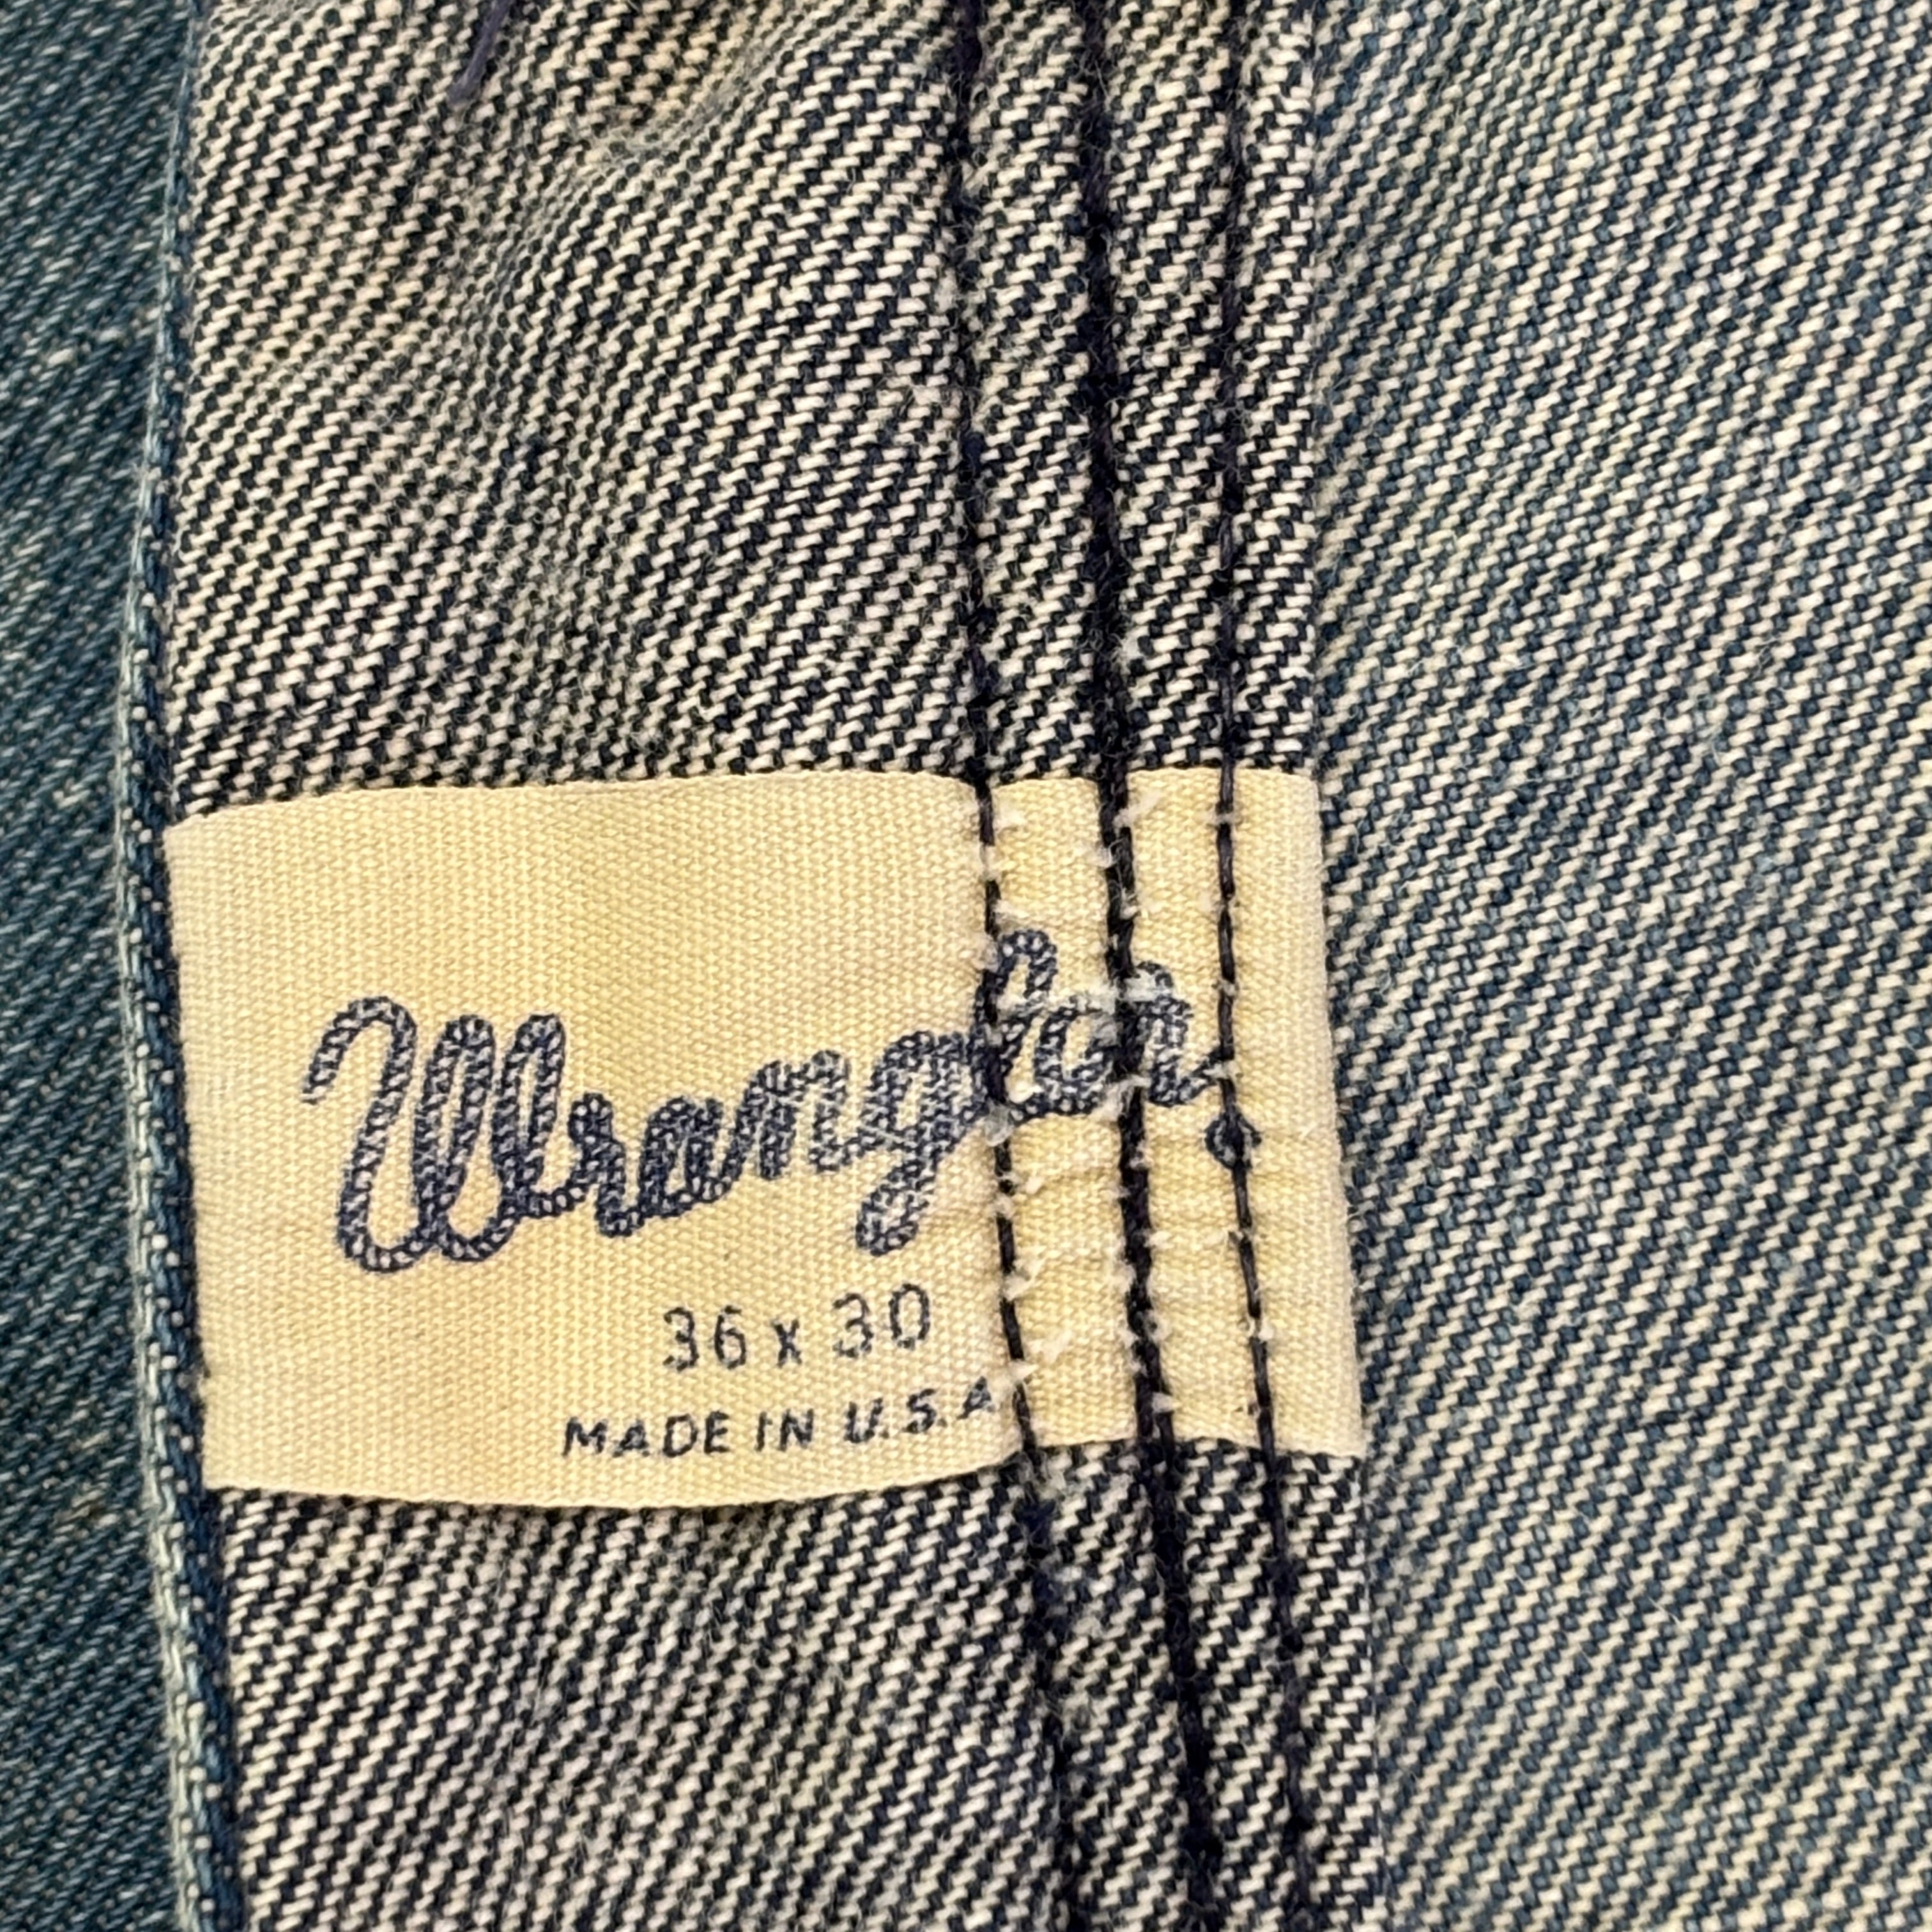 Wrangler
36 x 30
MADE IN U.S.A